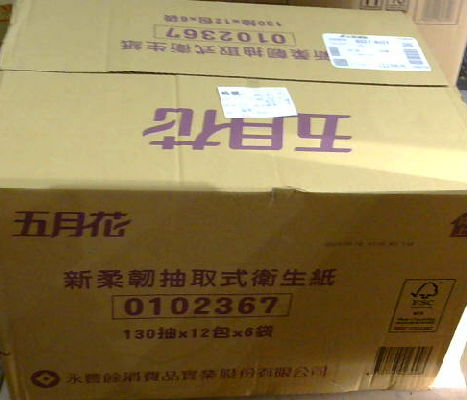 130抽x12包x6袋
0102367
新柔韌抽取式衛生紙
五月花
五月花
新柔韌抽取式衛生紙
0102367
130抽x12包x6袋
FSC
永豐餘消費品實業股份有限公司